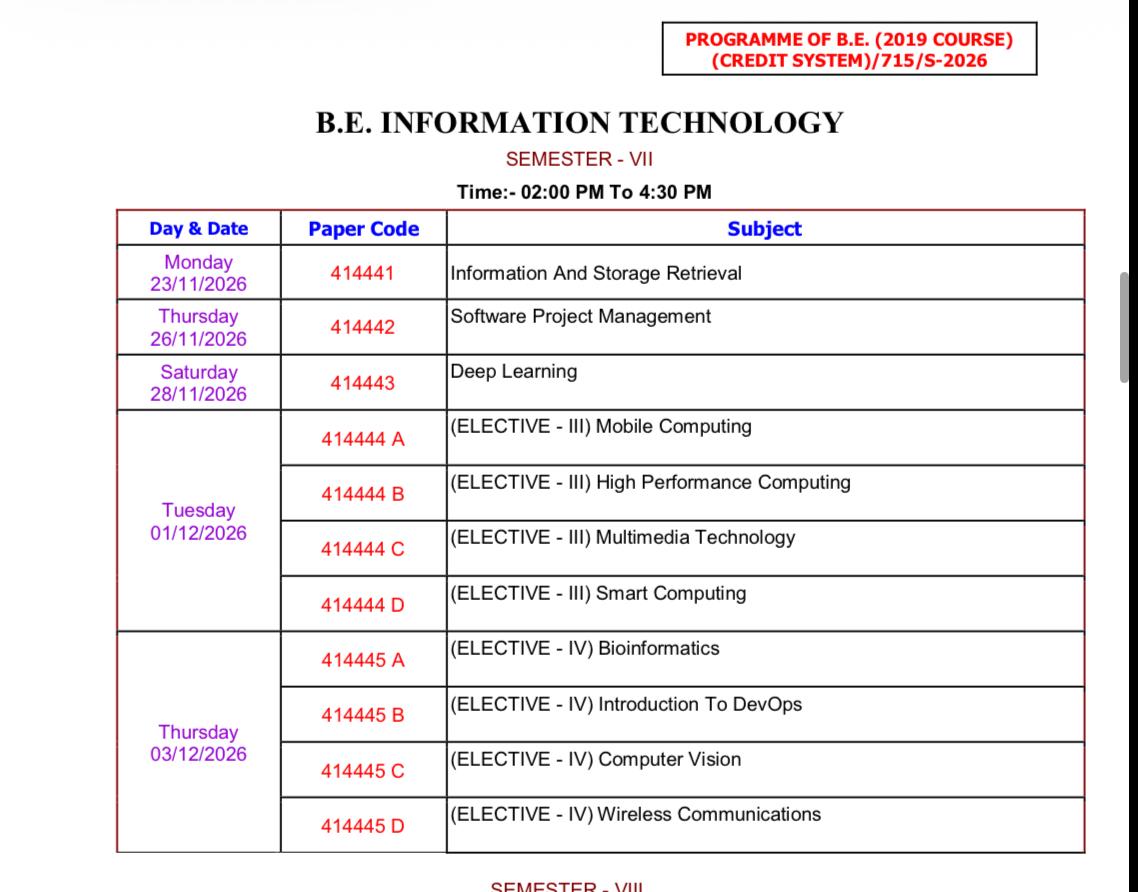 PROGRAMME OF B.E. (2019 COURSE)
(CREDIT SYSTEM)/715/S-2026
B.E. INFORMATION TECHNOLOGY
SEMESTER - VII
Time:- 02:00 PM To 4:30 PM
Day & Date Paper Code Subject
Monday
23/11/2026
414441
Information And Storage Retrieval
Thursday
26/11/2026
414442
Software Project Management
Saturday
28/11/2026
414443
Deep Learning
Tuesday
01/12/2026
414444 A
(ELECTIVE - III) Mobile Computing
414444 B
(ELECTIVE - III) High Performance Computing
414444 C
(ELECTIVE - III) Multimedia Technology
414444 D
(ELECTIVE - III) Smart Computing
Thursday
03/12/2026
414445 A
(ELECTIVE - IV) Bioinformatics
414445 B
(ELECTIVE - IV) Introduction To DevOps
414445 C
(ELECTIVE - IV) Computer Vision
414445 D
(ELECTIVE - IV) Wireless Communications
SEMESTER - VIII